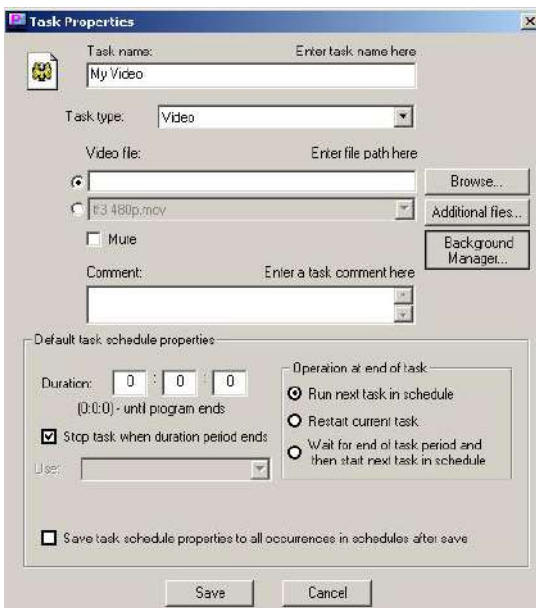 Task Properties
Task name: Enter task name here
My Video
Task type: Video
Video file: Enter file path here
Browse...
#3 480p.mov
Additional files...
Mute
Background Manager...
Comment: Enter a task comment here
Default task schedule properties
Duration: 0 : 0 : 0
(0:0:0) - until program ends
Stop task when duration period ends
Use:
Operation at end of task
Run next task in schedule
Restart current task
Wait for end of task period and
then start next task in schedule
Save task schedule properties to all occurrences in schedules after save
Save Cancel